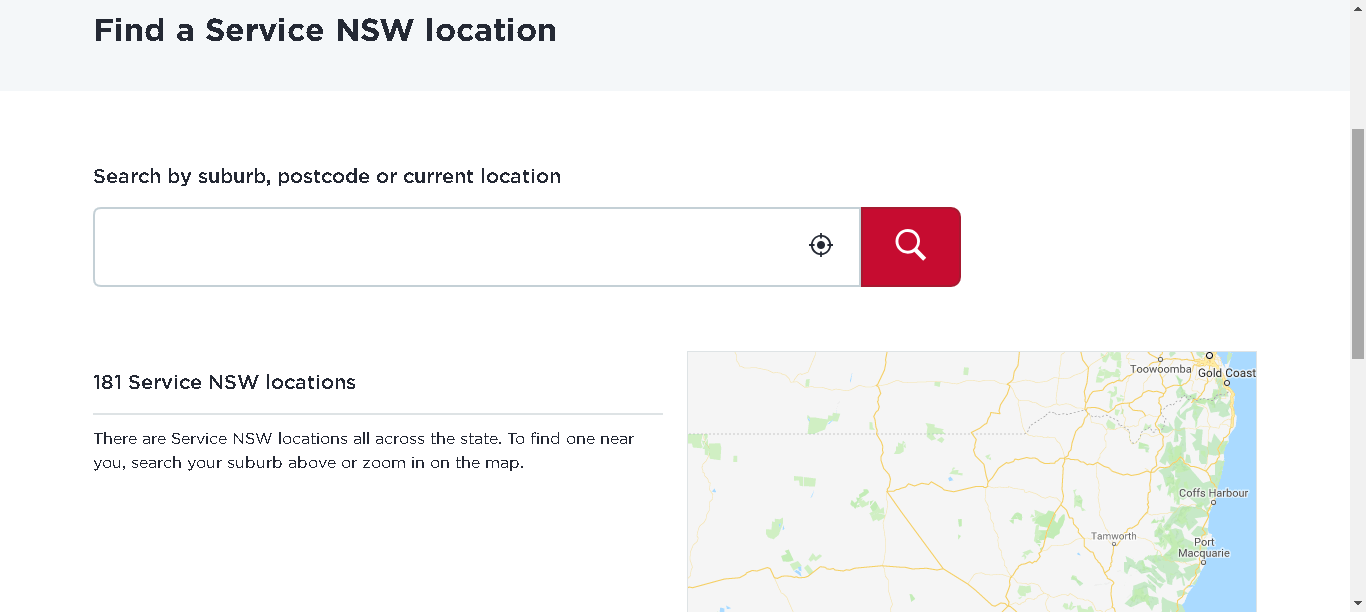 Find a Service NSW location
Search by suburb, postcode or current location
181 Service NSW locations
There are Service NSW locations all across the state. To find one near
you, search your suburb above or zoom in on the map.
Toowoomba
Gold Coast
Coffs Harbour
Tamworth
Port
Macquarie